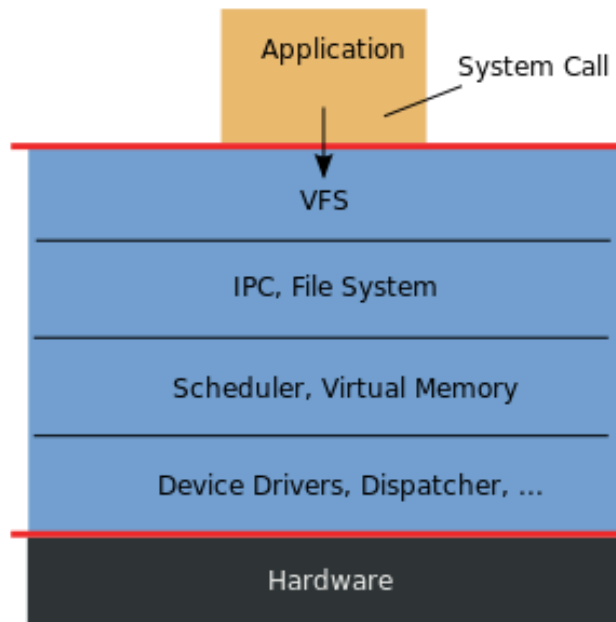 Application
System Call
VFS
IPC, File System
Scheduler, Virtual Memory
Device Drivers, Dispatcher, ...
Hardware